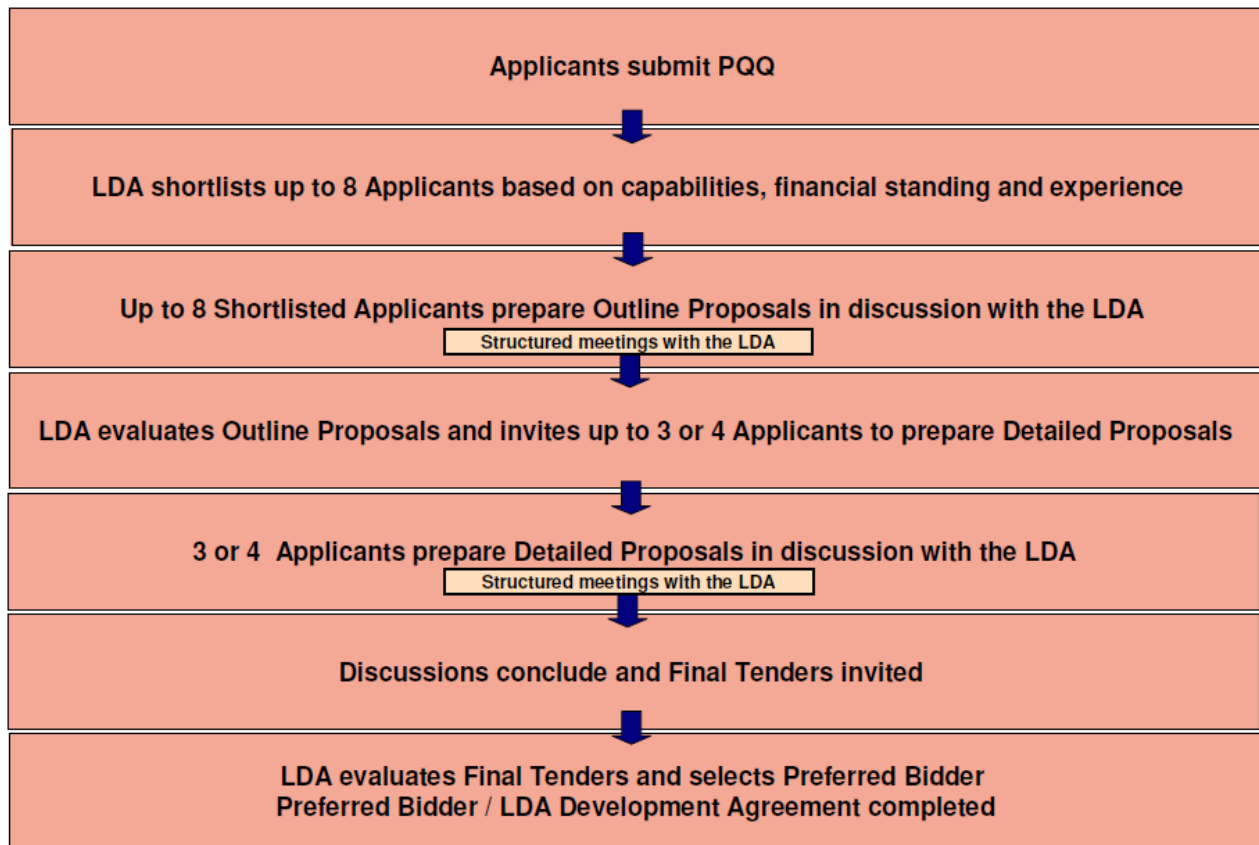 Applicants submit PQQ
LDA shortlists up to 8 Applicants based on capabilities, financial standing and experience
Up to 8 Shortlisted Applicants prepare Outline Proposals in discussion with the LDA
Structured meetings with the LDA
LDA evaluates Outline Proposals and invites up to 3 or 4 Applicants to prepare Detailed Proposals
3 or 4 Applicants prepare Detailed Proposals in discussion with the LDA
Structured meetings with the LDA
Discussions conclude and Final Tenders invited
LDA evaluates Final Tenders and selects Preferred Bidder
Preferred Bidder / LDA Development Agreement completed